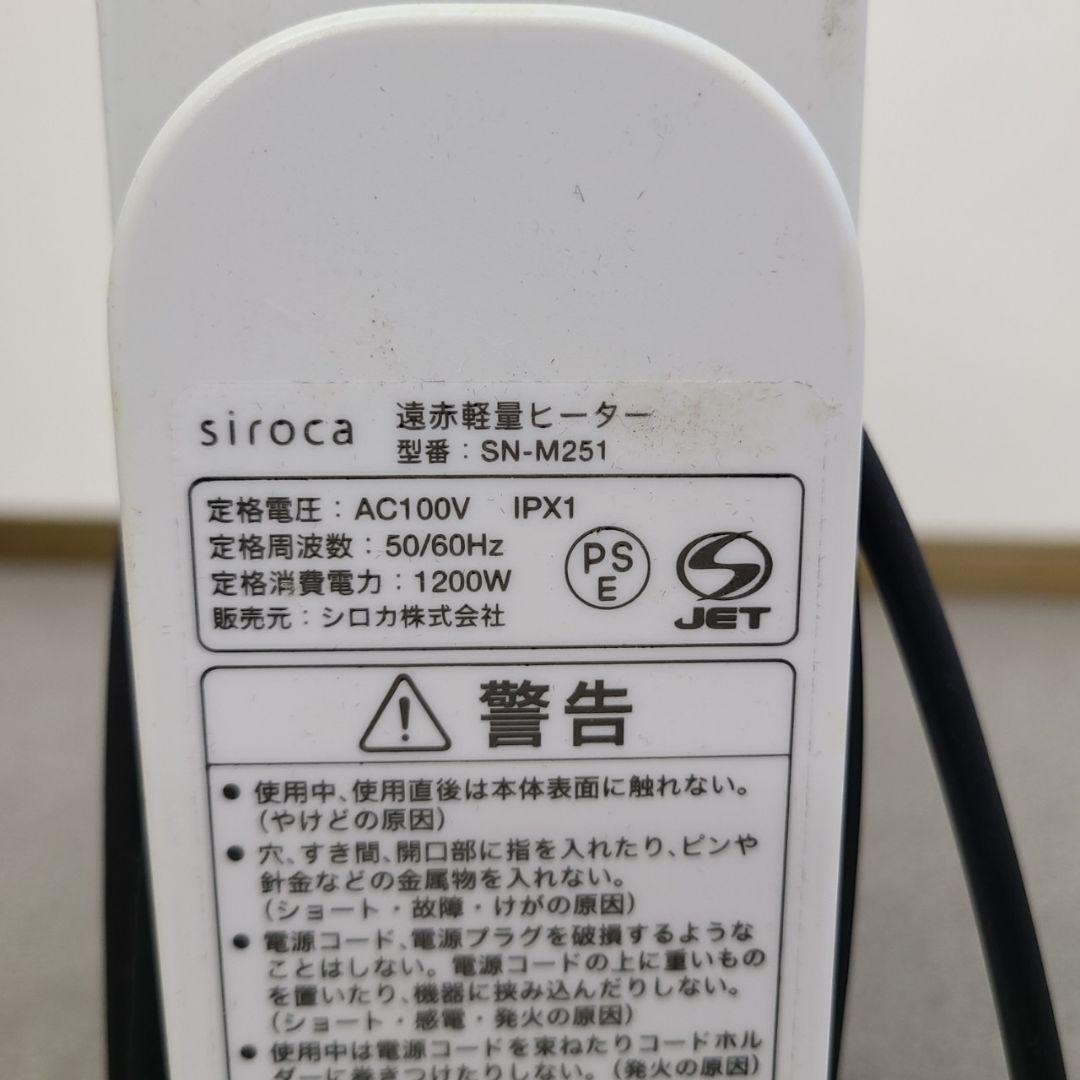 siroca
遠赤軽量ヒーター
型番：SN-M251
定格電圧：AC100V IPX1
定格周波数：50/60Hz
定格消費電力：1200W
販売元：シロカ株式会社
PS
E
JET
警告
●使用中、使用直後は本体表面に触れない。
（やけどの原因）
●穴、すき間、開口部に指を入れたり、ピンや
針金などの金属物を入れない。
（ショート・故障・けがの原因）
●電源コード、電源プラグを破損するような
ことはしない。電源コードの上に重いもの
を置いたり、機器に挟み込んだりしない。
（ショート・感電・発火の原因）
●使用中は電源コードを束ねたりコードホル
ダーに巻きつけたりしない。（発火の原因）